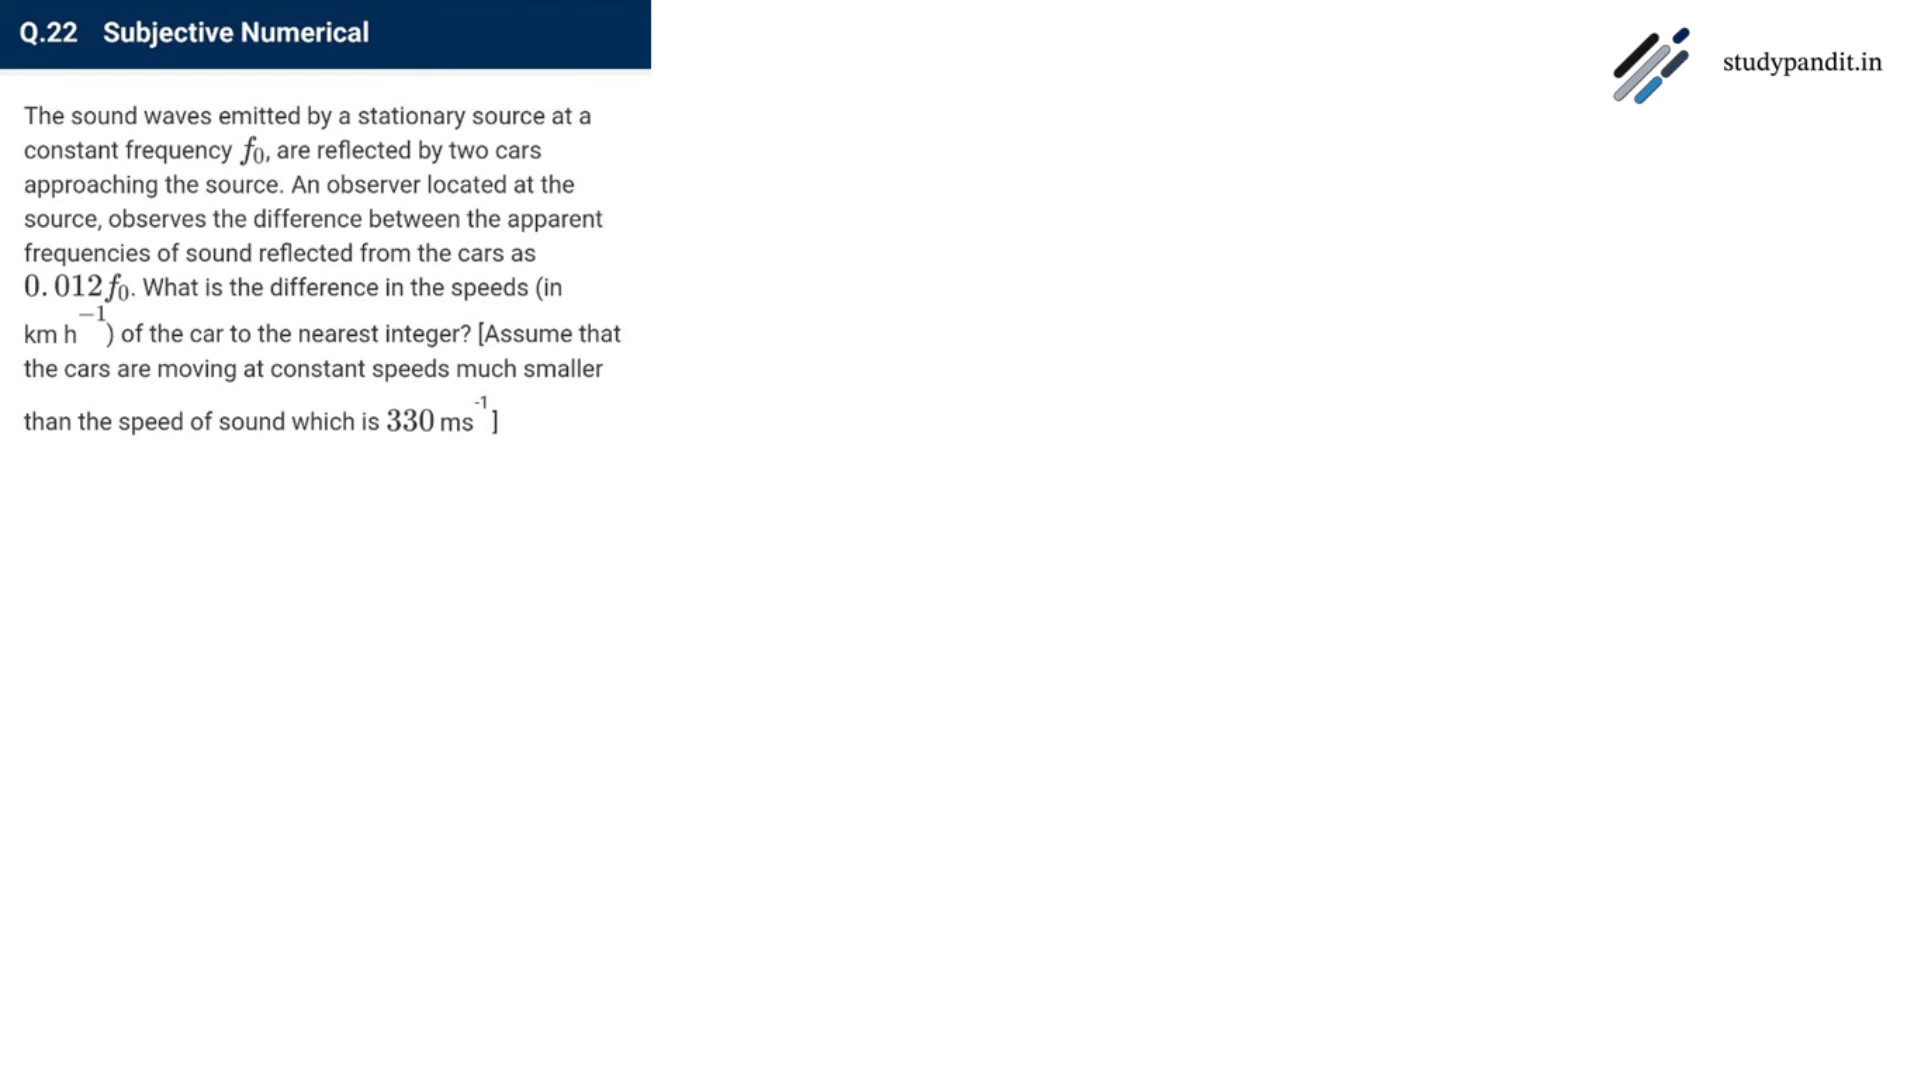 Q.22 Subjective Numerical
studypandit.in
The sound waves emitted by a stationary source at a
constant frequency f₀, are reflected by two cars
approaching the source. An observer located at the
source, observes the difference between the apparent
frequencies of sound reflected from the cars as
0.012f₀. What is the difference in the speeds (in
km h⁻¹) of the car to the nearest integer? [Assume that
the cars are moving at constant speeds much smaller
than the speed of sound which is 330 ms⁻¹]